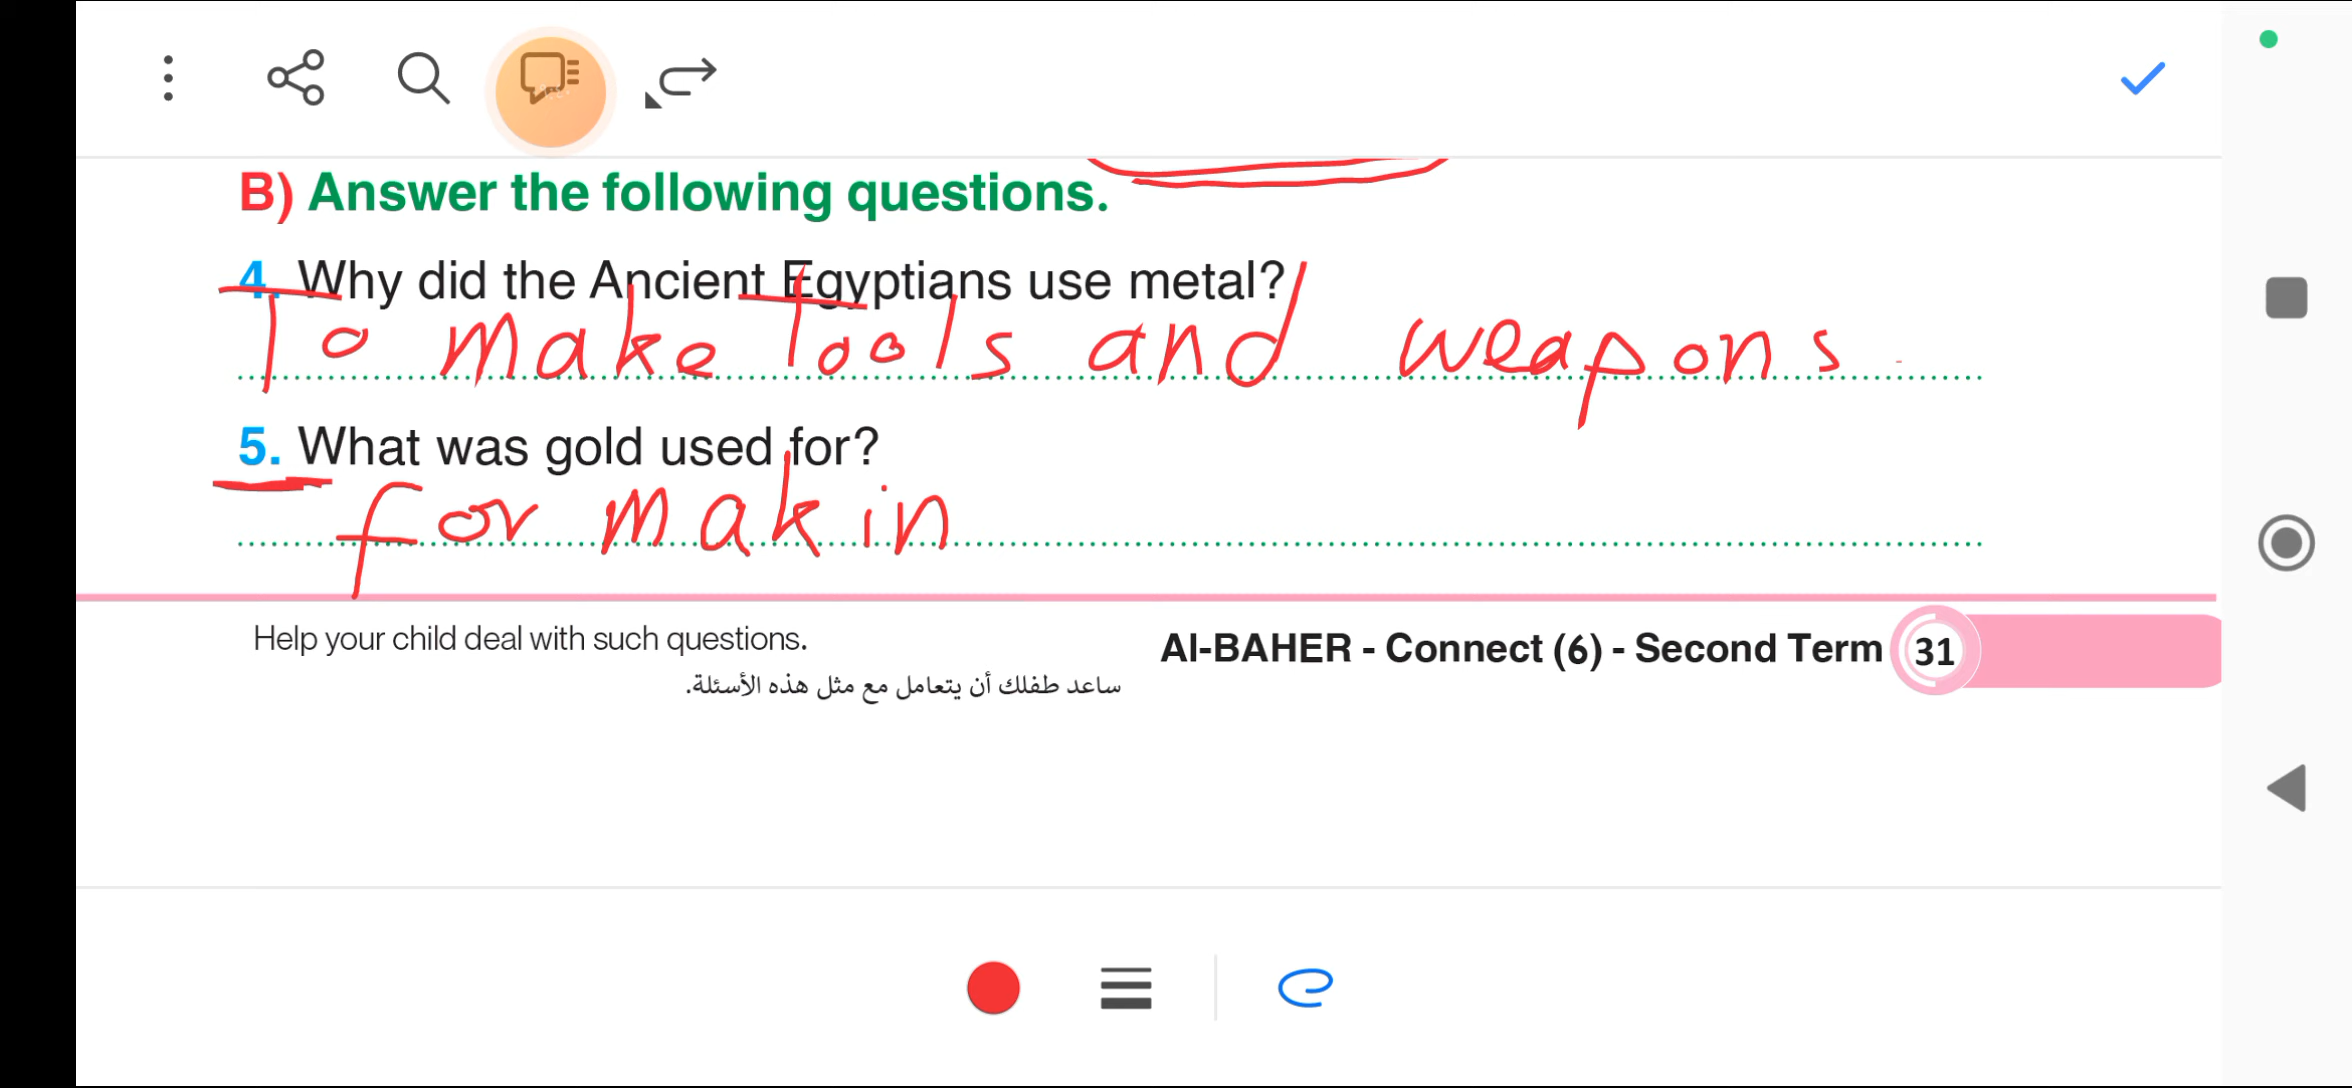 B) Answer the following questions.
4. Why did the Ancient Egyptians use metal?
To make tools and weapons.
5. What was gold used for?
for makin
Help your child deal with such questions.
Al-BAHER - Connect (6) - Second Term 31
ساعد طفلك أن يتعامل مع مثل هذه الأسئلة.